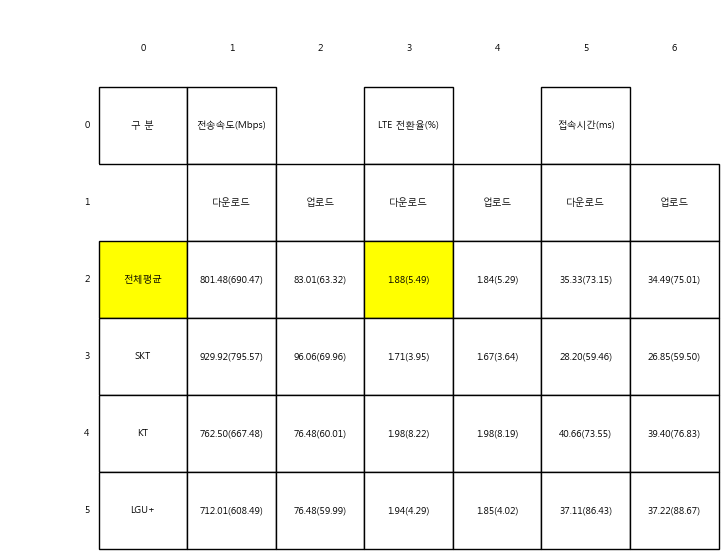 0 1 2 3 4 5 6
0 구 분 전송속도(Mbps) LTE 전환율(%) 접속시간(ms)
1 다운로드 업로드 다운로드 업로드 다운로드 업로드
2 전체평균 801.48(690.47) 83.01(63.32) 1.88(5.49) 1.84(5.29) 35.33(73.15) 34.49(75.01)
3 SKT 929.92(795.57) 96.06(69.96) 1.71(3.95) 1.67(3.64) 28.20(59.46) 26.85(59.50)
4 KT 762.50(667.48) 76.48(60.01) 1.98(8.22) 1.98(8.19) 40.66(73.55) 39.40(76.83)
5 LGU+ 712.01(608.49) 76.48(59.99) 1.94(4.29) 1.85(4.02) 37.11(86.43) 37.22(88.67)